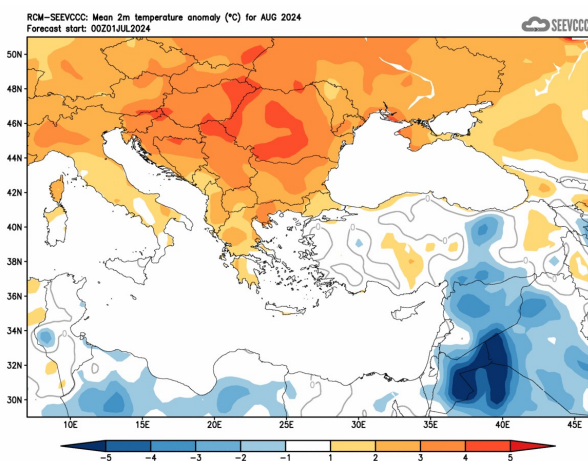 RCM-SEEVCCC: Mean 2m temperature anomaly (°C) for AUG 2024
Forecast start: 00Z01JUL2024
SEEVCCC
50N
48N
46N
44N
42N
40N
38N
36N
34N
32N
30N
10E 15E 20E 25E 30E 35E 40E 45E
-5 -4 -3 -2 -1 1 2 3 4 5